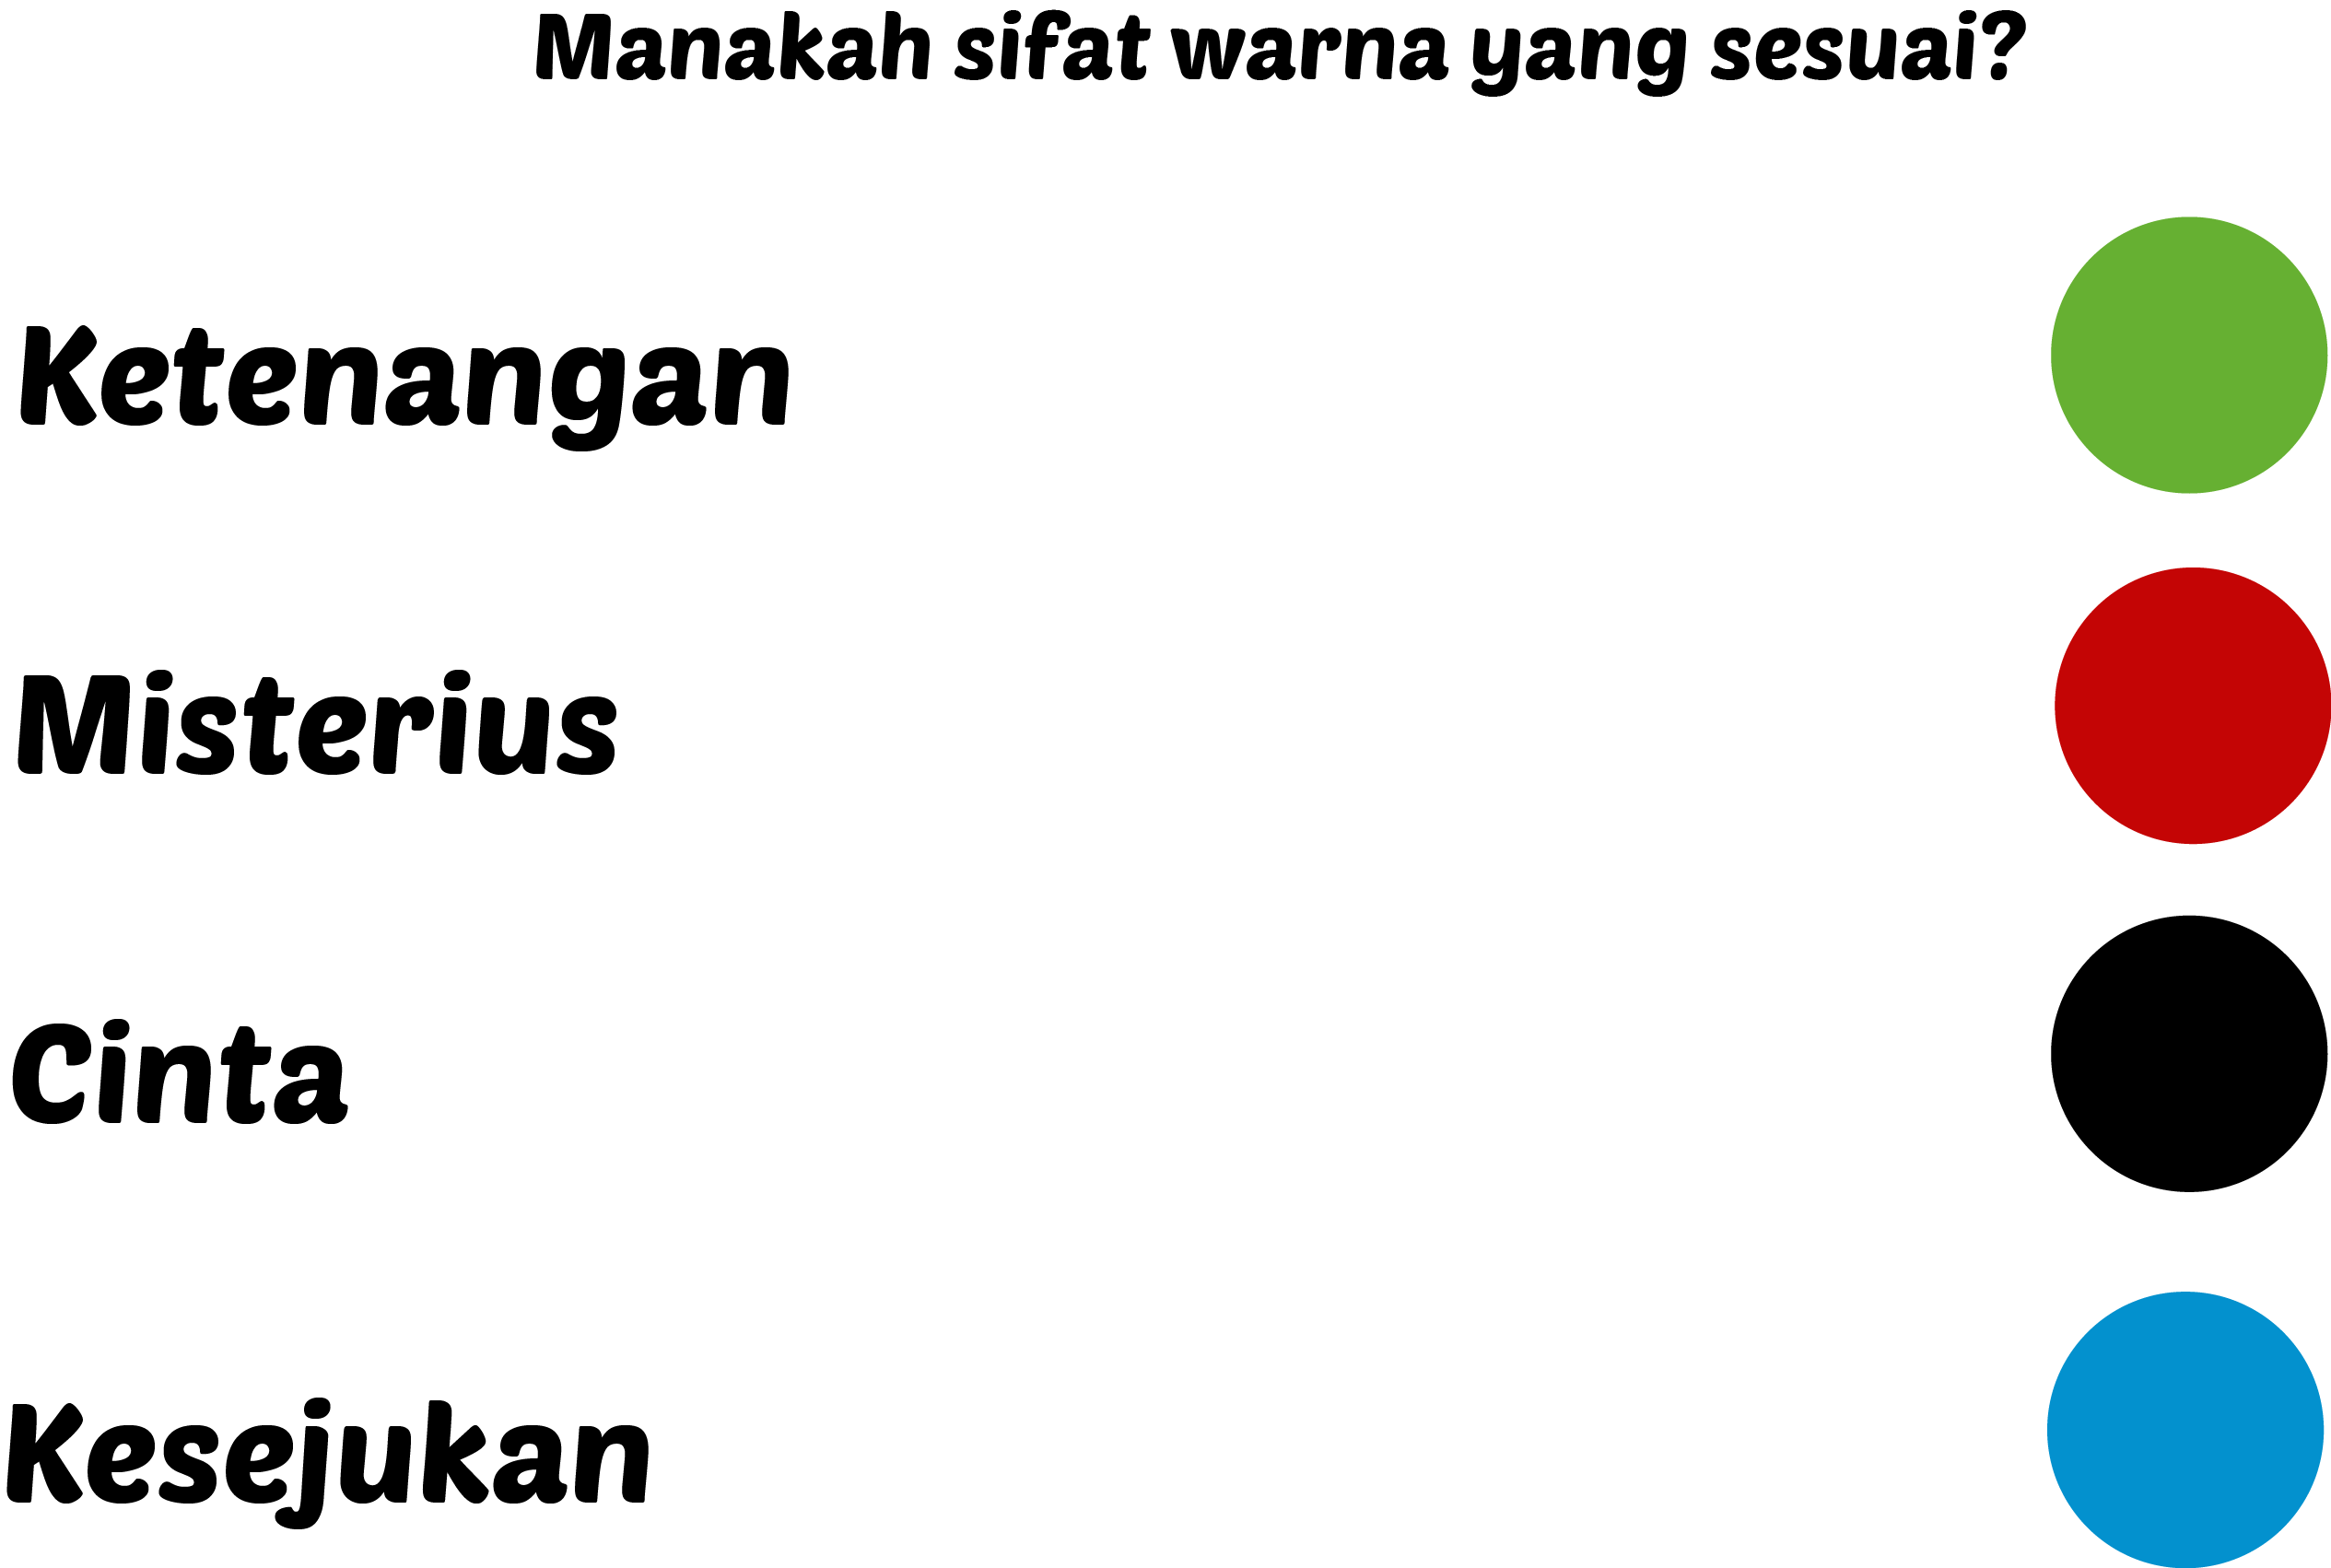 Manakah sifat warna yang sesuai?
Ketenangan
Misterius
Cinta
Kesejukan